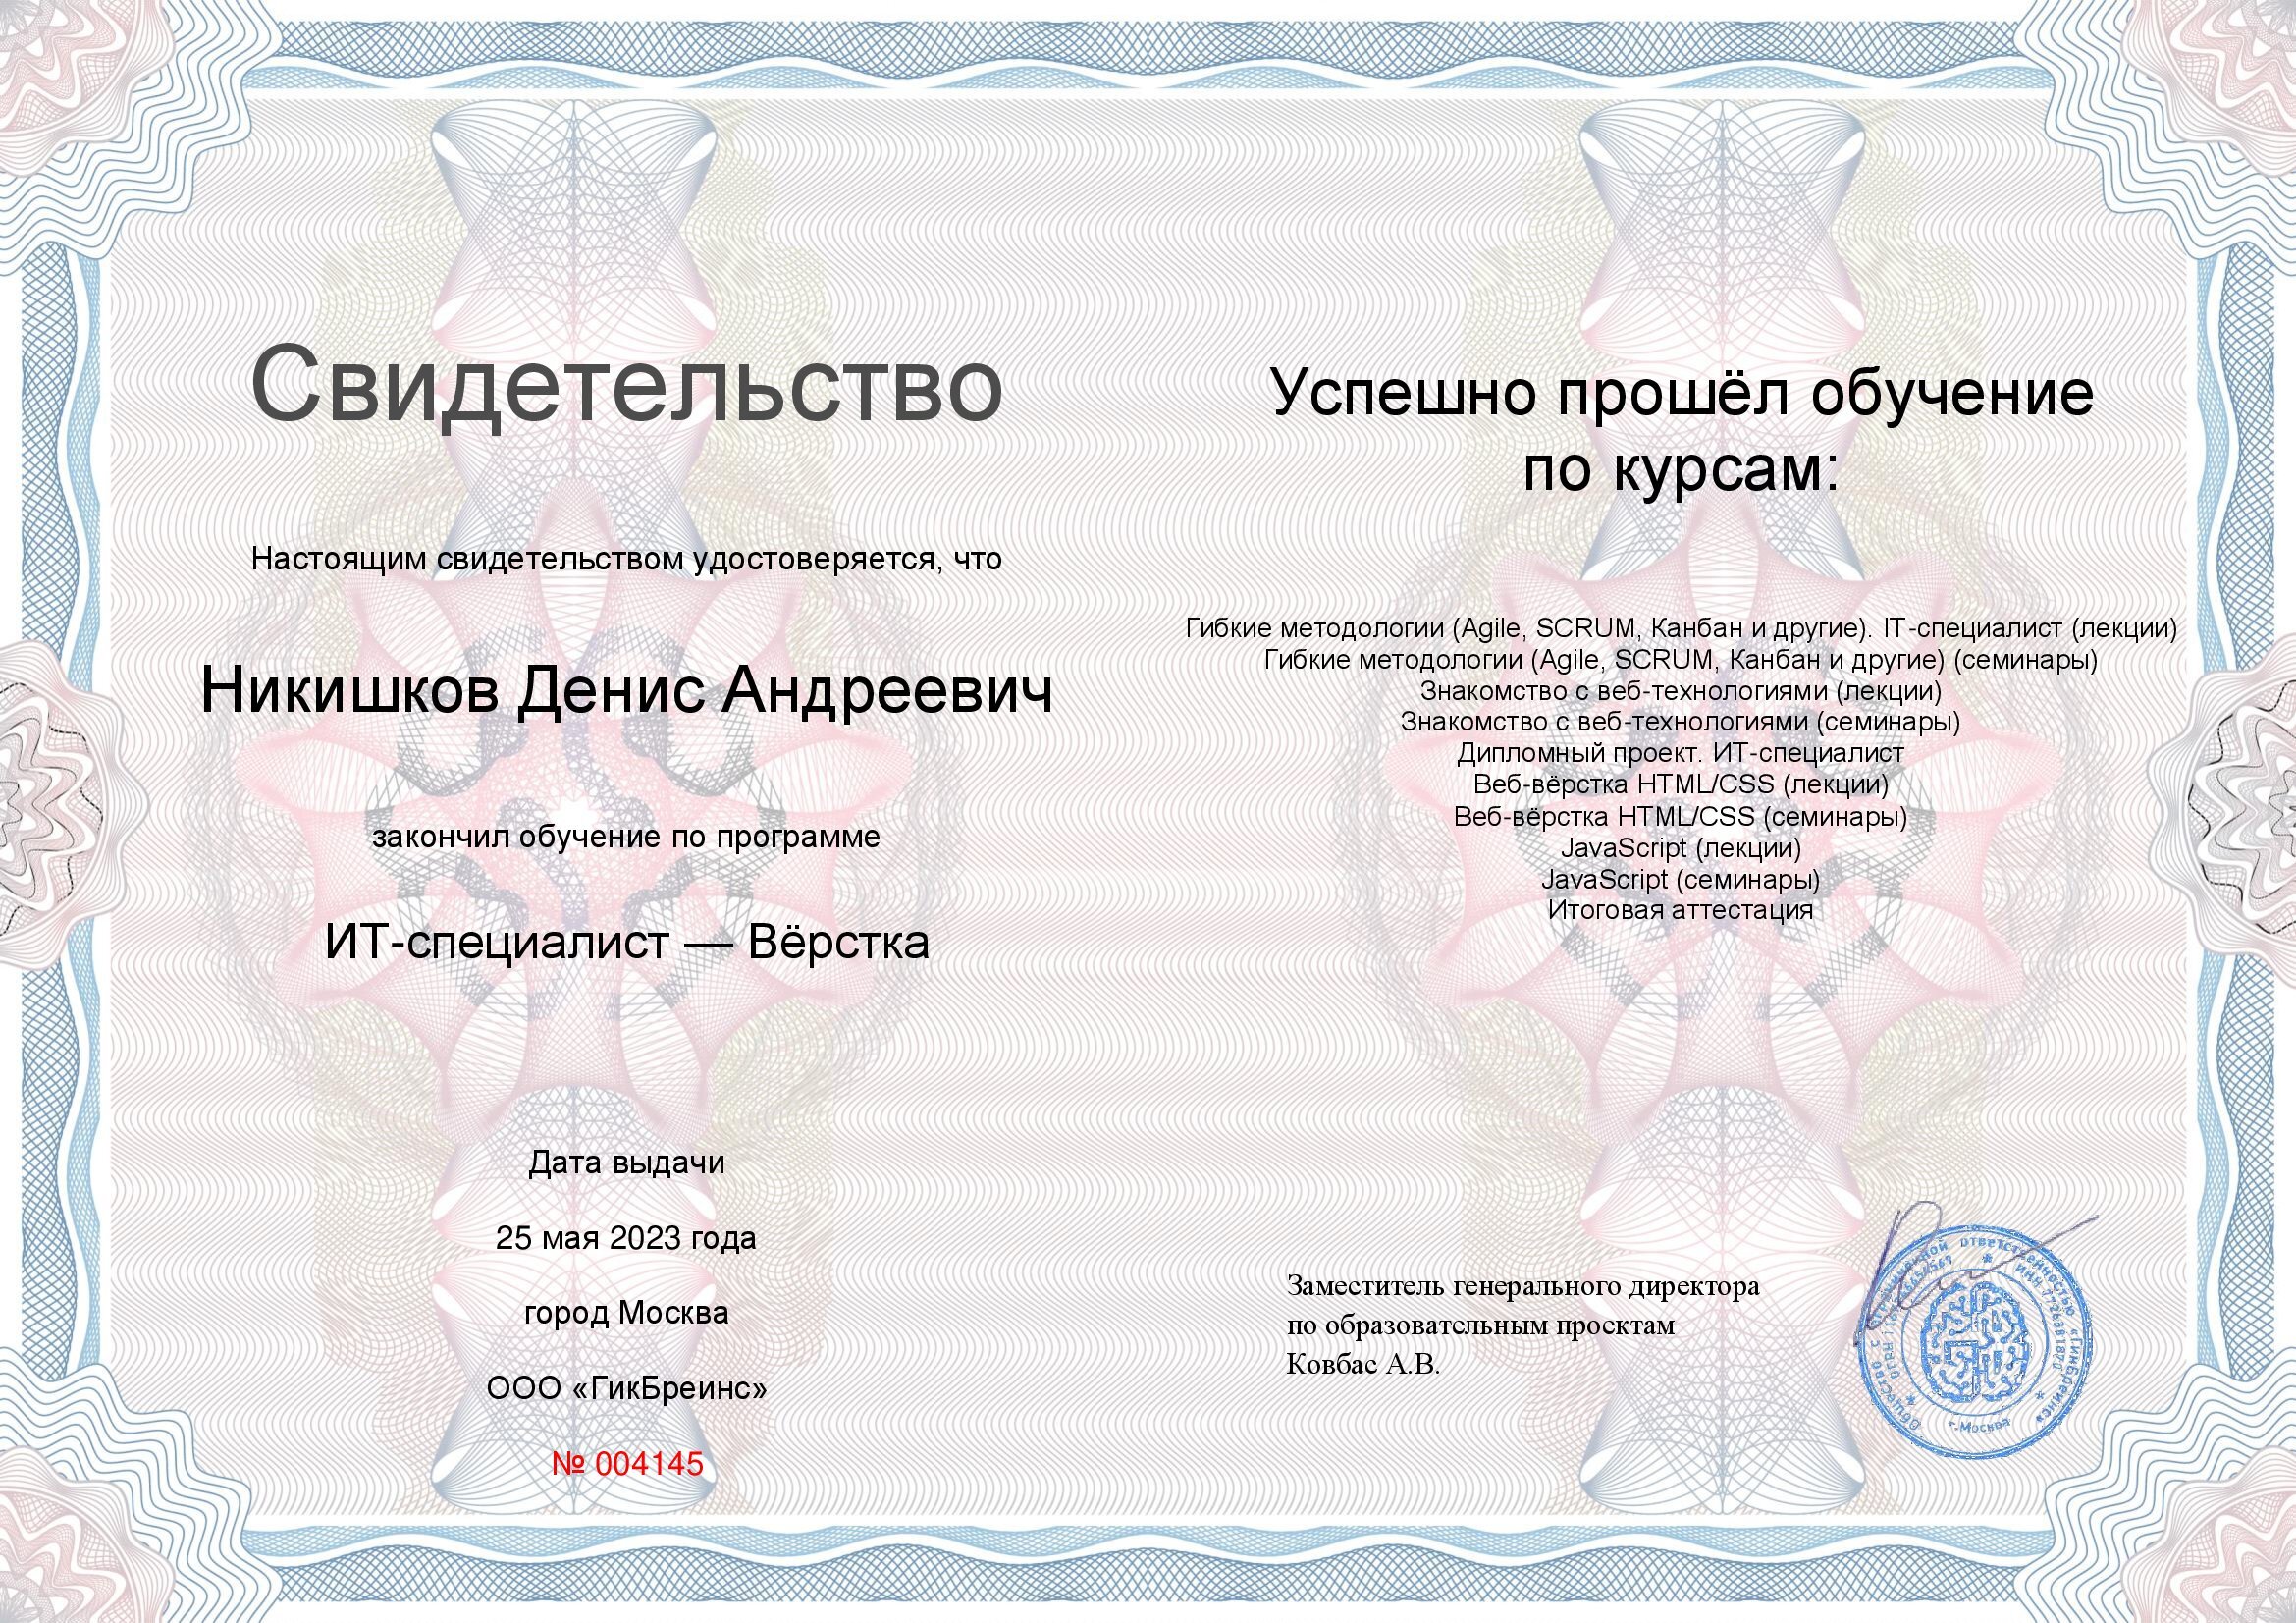 Свидетельство
Настоящим свидетельством удостоверяется, что
Никишков Денис Андреевич
закончил обучение по программе
ИТ-специалист — Вёрстка
Дата выдачи
25 мая 2023 года
город Москва
ООО «ГикБреинс»
№ 004145
Успешно прошёл обучение
по курсам:
Гибкие методологии (Agile, SCRUM, Канбан и другие). IT-специалист (лекции)
Гибкие методологии (Agile, SCRUM, Канбан и другие) (семинары)
Знакомство с веб-технологиями (лекции)
Знакомство с веб-технологиями (семинары)
Дипломный проект. ИТ-специалист
Веб-вёрстка HTML/CSS (лекции)
Веб-вёрстка HTML/CSS (семинары)
JavaScript (лекции)
JavaScript (семинары)
Итоговая аттестация
Заместитель генерального директора
по образовательным проектам
Ковбас А.В.
Общество с ответственностью «ГикБреинс»
ИНН 7726381870
г.Москва